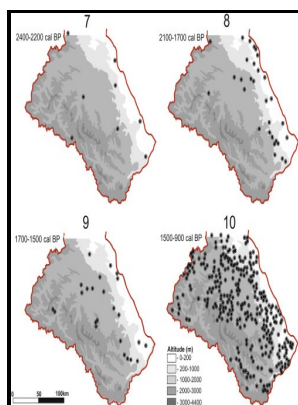 7
8
2400-2200 cal BP
2100-1700 cal BP
9
10
1700-1500 cal BP
1500-900 cal BP
Altitude (m)
0-200
200-1000
1000-2000
2000-3000
3000-4400
0 50 100km